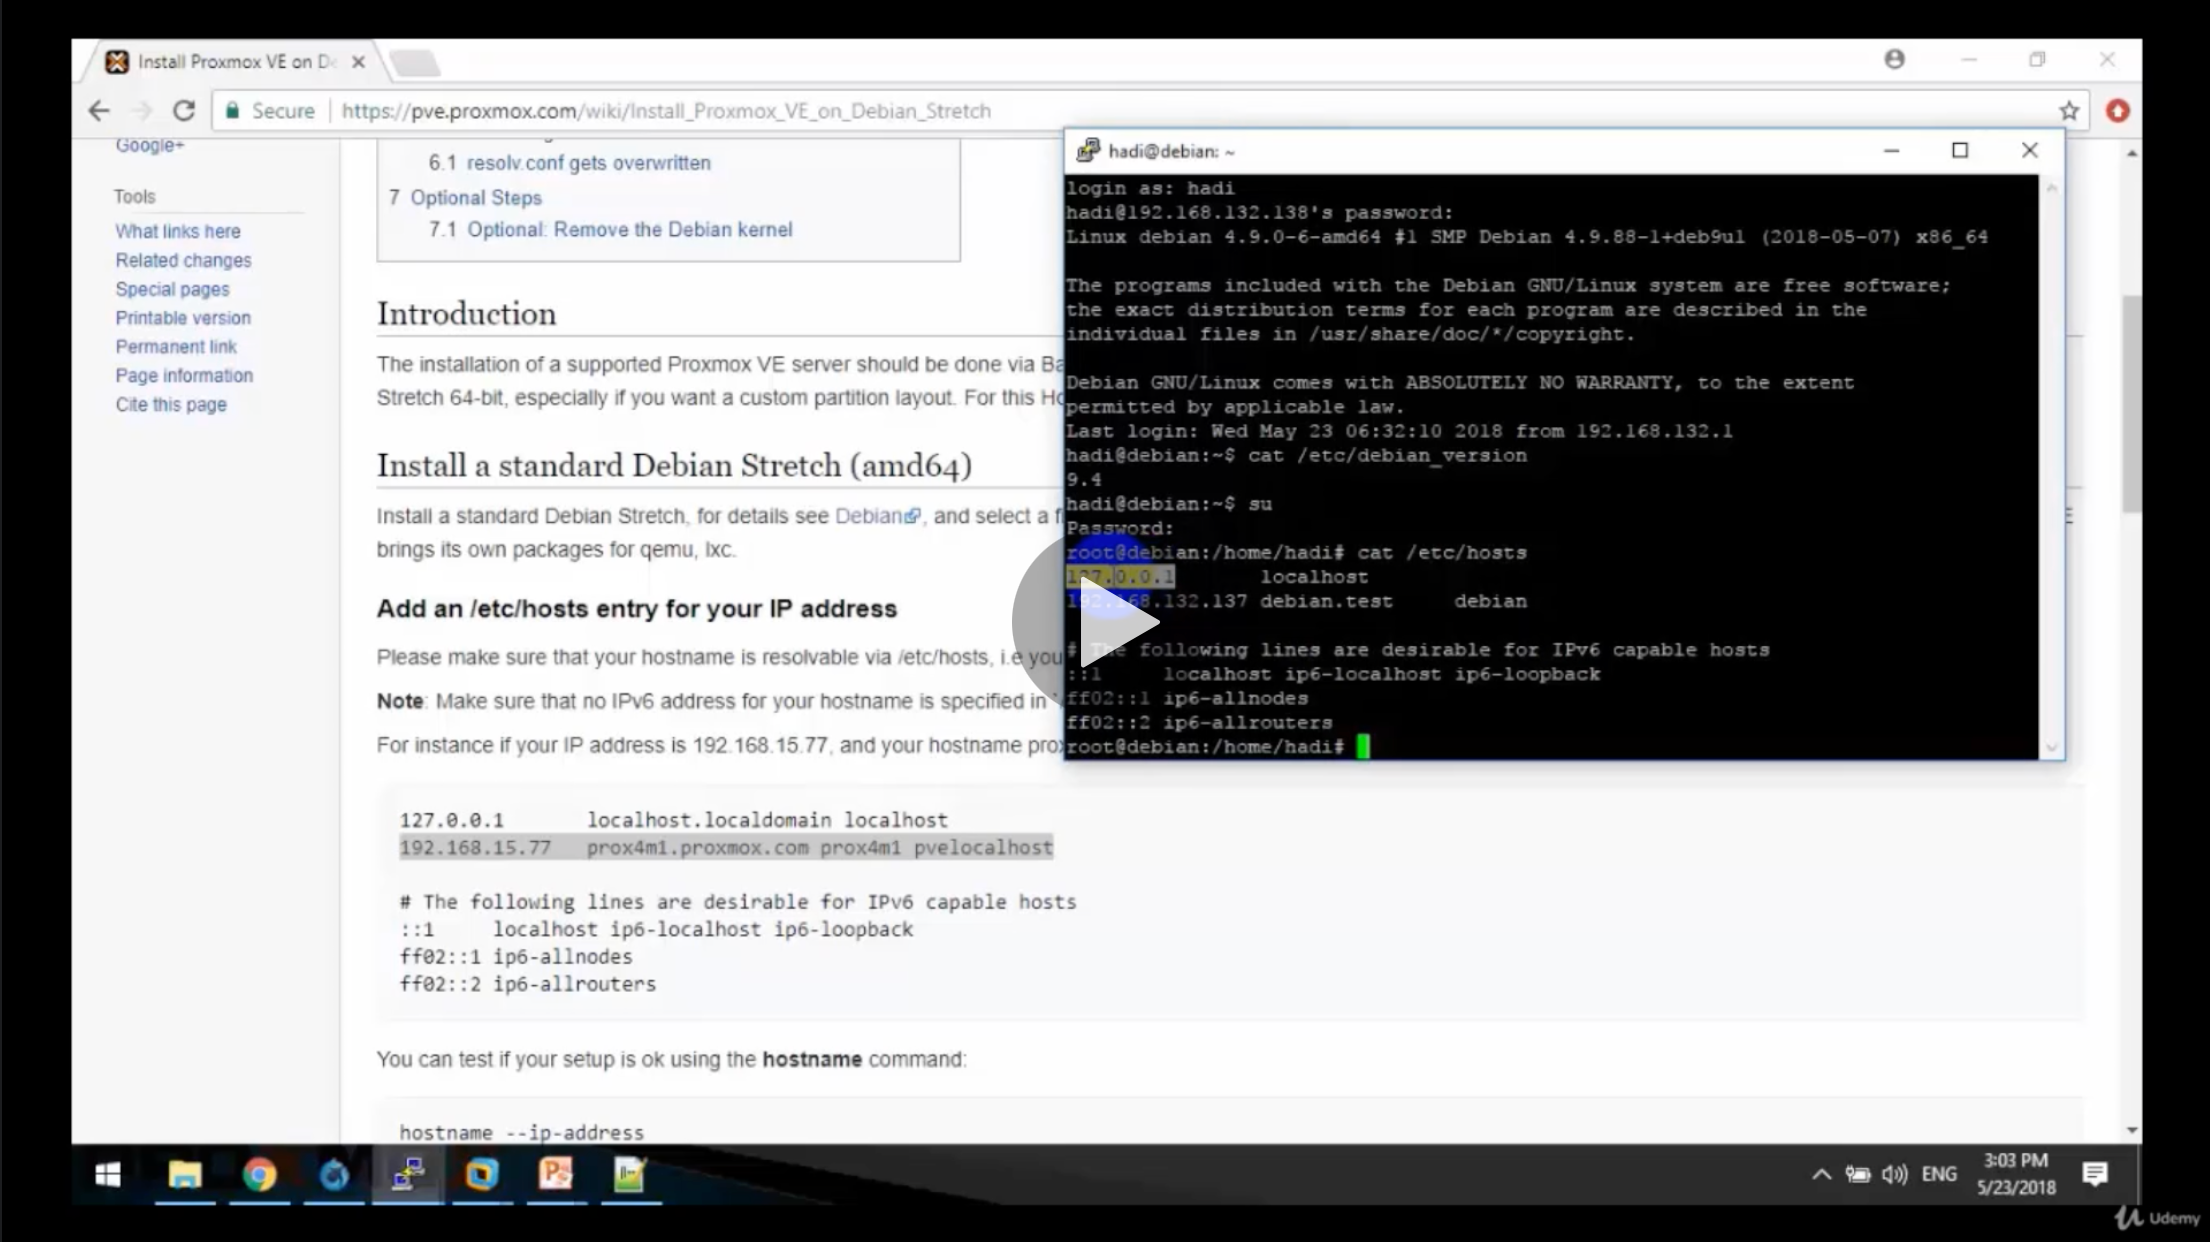 Install Proxmox VE on De
Secure
https://pve.proxmox.com/wiki/Install_Proxmox_VE_on_Debian_Stretch
Google+
Tools
What links here
Related changes
Special pages
Printable version
Permanent link
Page information
Cite this page
6.1 resolv.conf gets overwritten
7 Optional Steps
7.1 Optional: Remove the Debian kernel
Introduction
The installation of a supported Proxmox VE server should be done via Ba
Stretch 64-bit, especially if you want a custom partition layout. For this Ho
Install a standard Debian Stretch (amd64)
Install a standard Debian Stretch, for details see Debian, and select a f
brings its own packages for qemu, lxc.
Add an /etc/hosts entry for your IP address
Please make sure that your hostname is resolvable via /etc/hosts, i.e you
Note: Make sure that no IPv6 address for your hostname is specified in
For instance if your IP address is 192.168.15.77, and your hostname prox
127.0.0.1 localhost.localdomain localhost
192.168.15.77 prox4m1.proxmox.com prox4m1 pvelocalhost
# The following lines are desirable for IPv6 capable hosts
::1 localhost ip6-localhost ip6-loopback
ff02::1 ip6-allnodes
ff02::2 ip6-allrouters
You can test if your setup is ok using the hostname command:
hostname --ip-address
hadi@debian: ~
login as: hadi
hadi@192.168.132.138's password:
Linux debian 4.9.0-6-amd64 #1 SMP Debian 4.9.88-1+deb9u1 (2018-05-07) x86_64
The programs included with the Debian GNU/Linux system are free software;
the exact distribution terms for each program are described in the
individual files in /usr/share/doc/*/copyright.
Debian GNU/Linux comes with ABSOLUTELY NO WARRANTY, to the extent
permitted by applicable law.
Last login: Wed May 23 06:32:10 2018 from 192.168.132.1
hadi@debian:~$ cat /etc/debian_version
9.4
hadi@debian:~$ su
Password:
root@debian:/home/hadi# cat /etc/hosts
127.0.0.1 localhost
192.168.132.137 debian.test debian
# The following lines are desirable for IPv6 capable hosts
::1 localhost ip6-localhost ip6-loopback
ff02::1 ip6-allnodes
ff02::2 ip6-allrouters
root@debian:/home/hadi#
ENG
3:03 PM
5/23/2018
Udemy